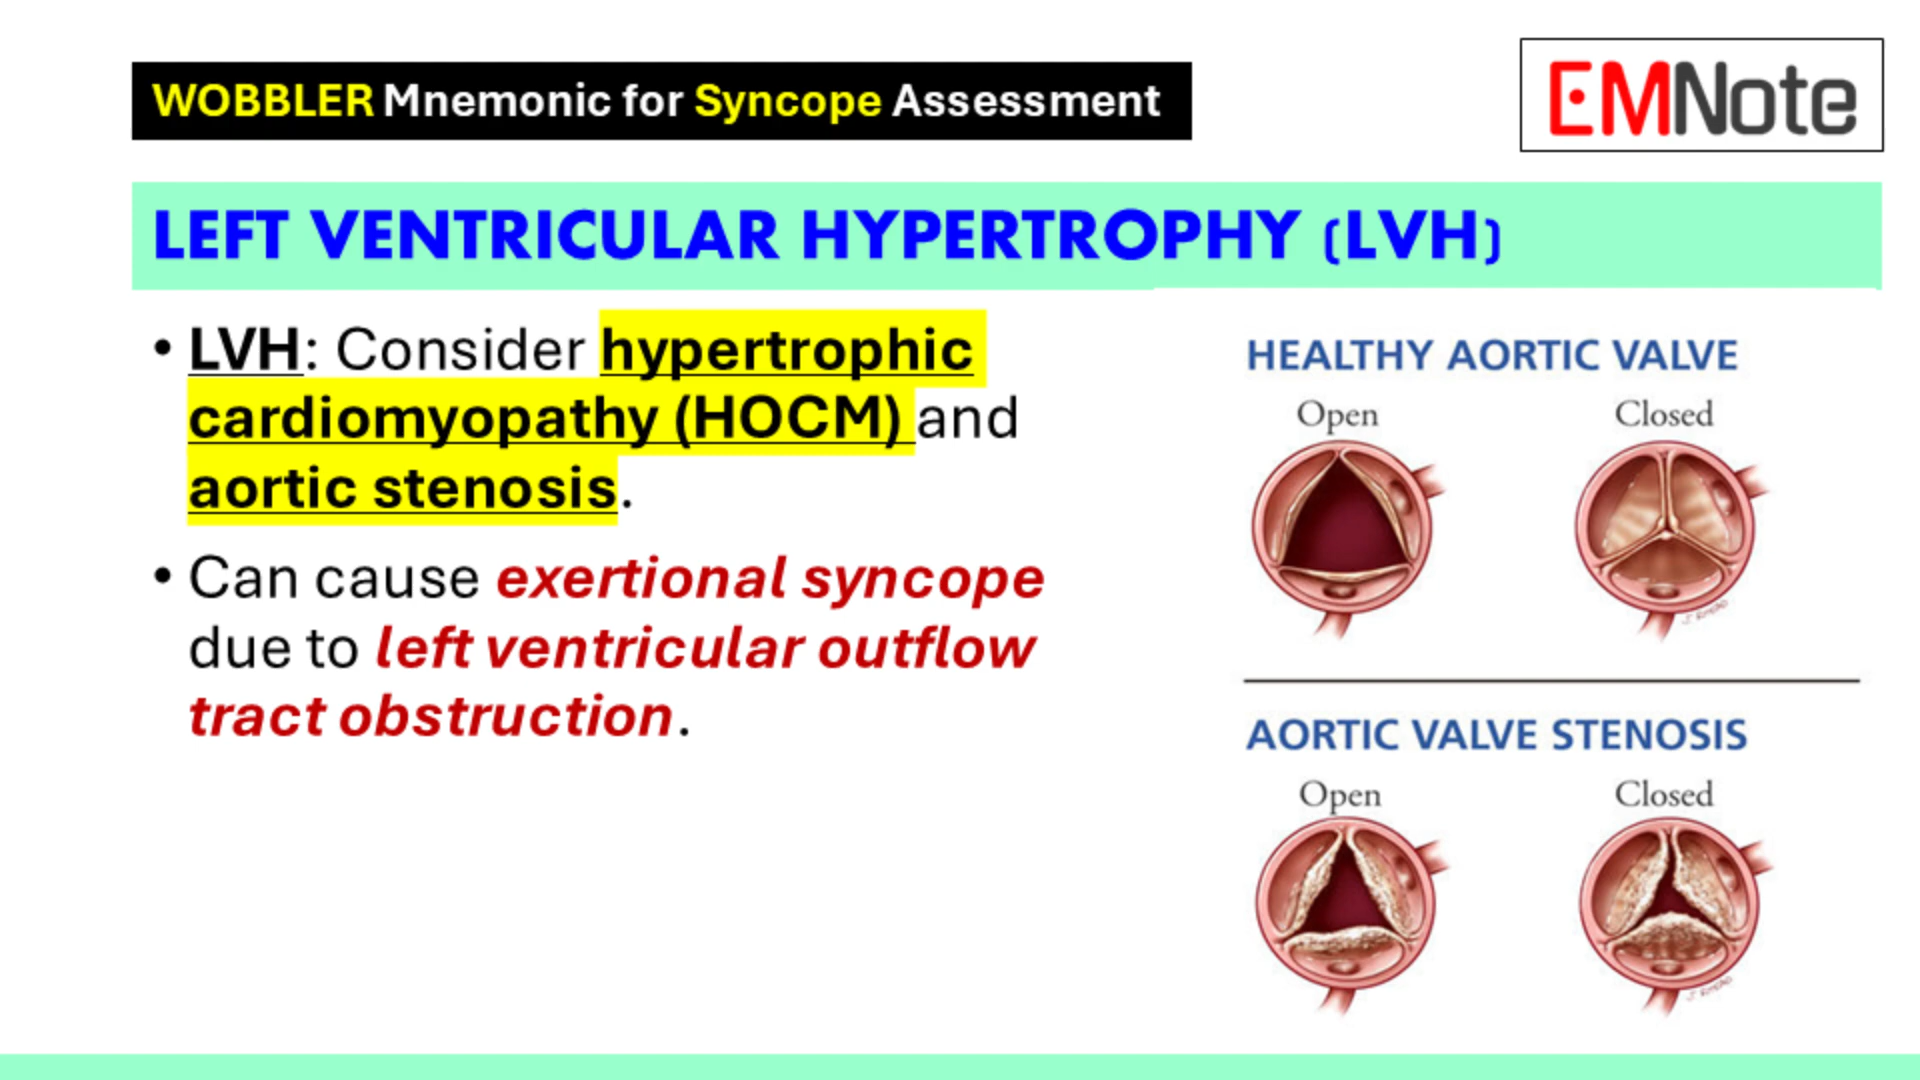 WOBBLER Mnemonic for Syncope Assessment
EMNote
LEFT VENTRICULAR HYPERTROPHY (LVH)
• LVH: Consider hypertrophic
cardiomyopathy (HOCM) and
aortic stenosis.
• Can cause exertional syncope
due to left ventricular outflow
tract obstruction.
HEALTHY AORTIC VALVE
Open Closed
AORTIC VALVE STENOSIS
Open Closed